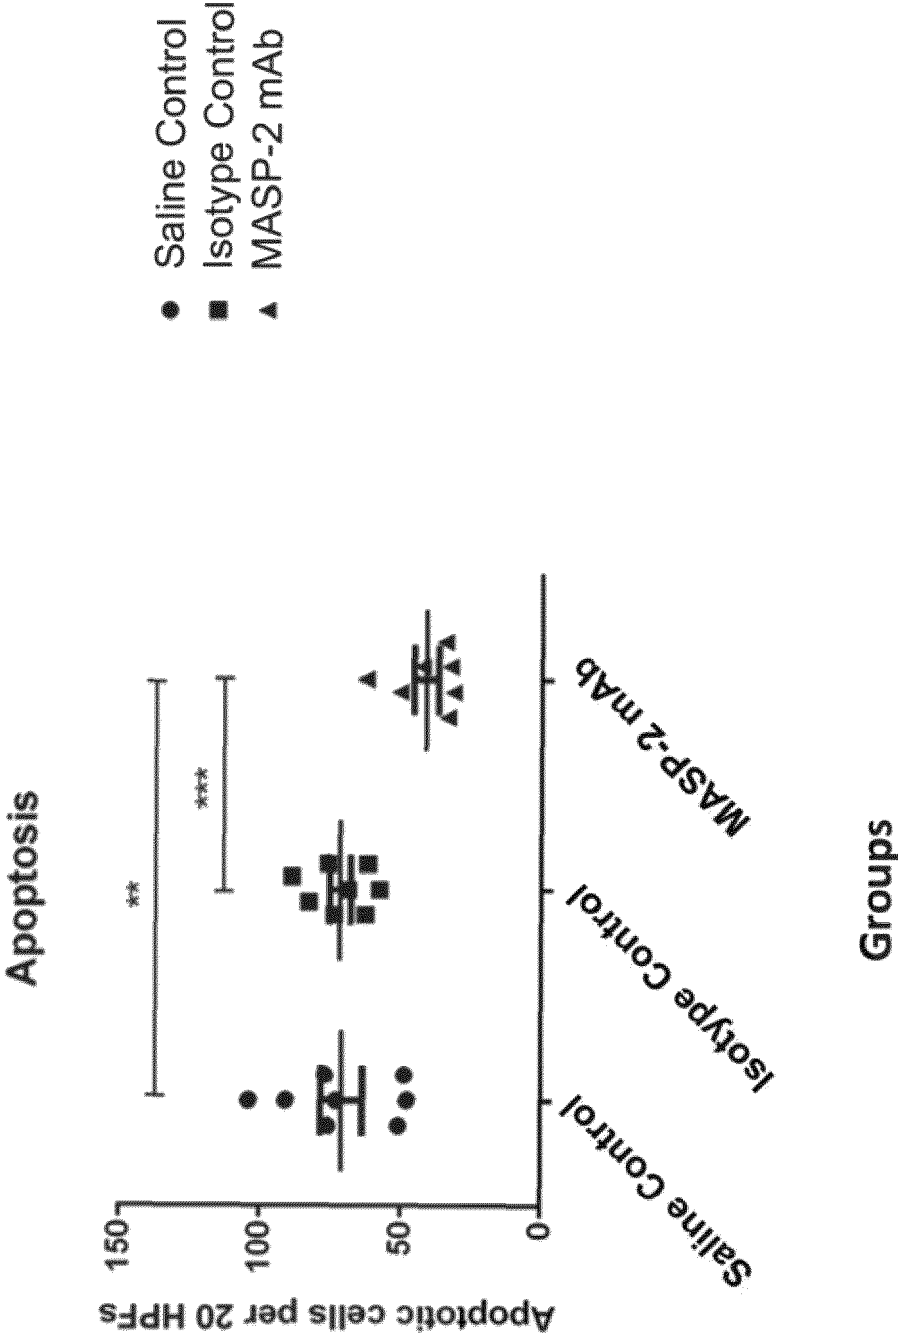 Apoptosis
● Saline Control
■ Isotype Control
▲ MASP-2 mAb
**
***
150
100
50
0
Apoptotic cells per 20 HPFs
Saline Control
Isotype Control
MASP-2 mAb
Groups